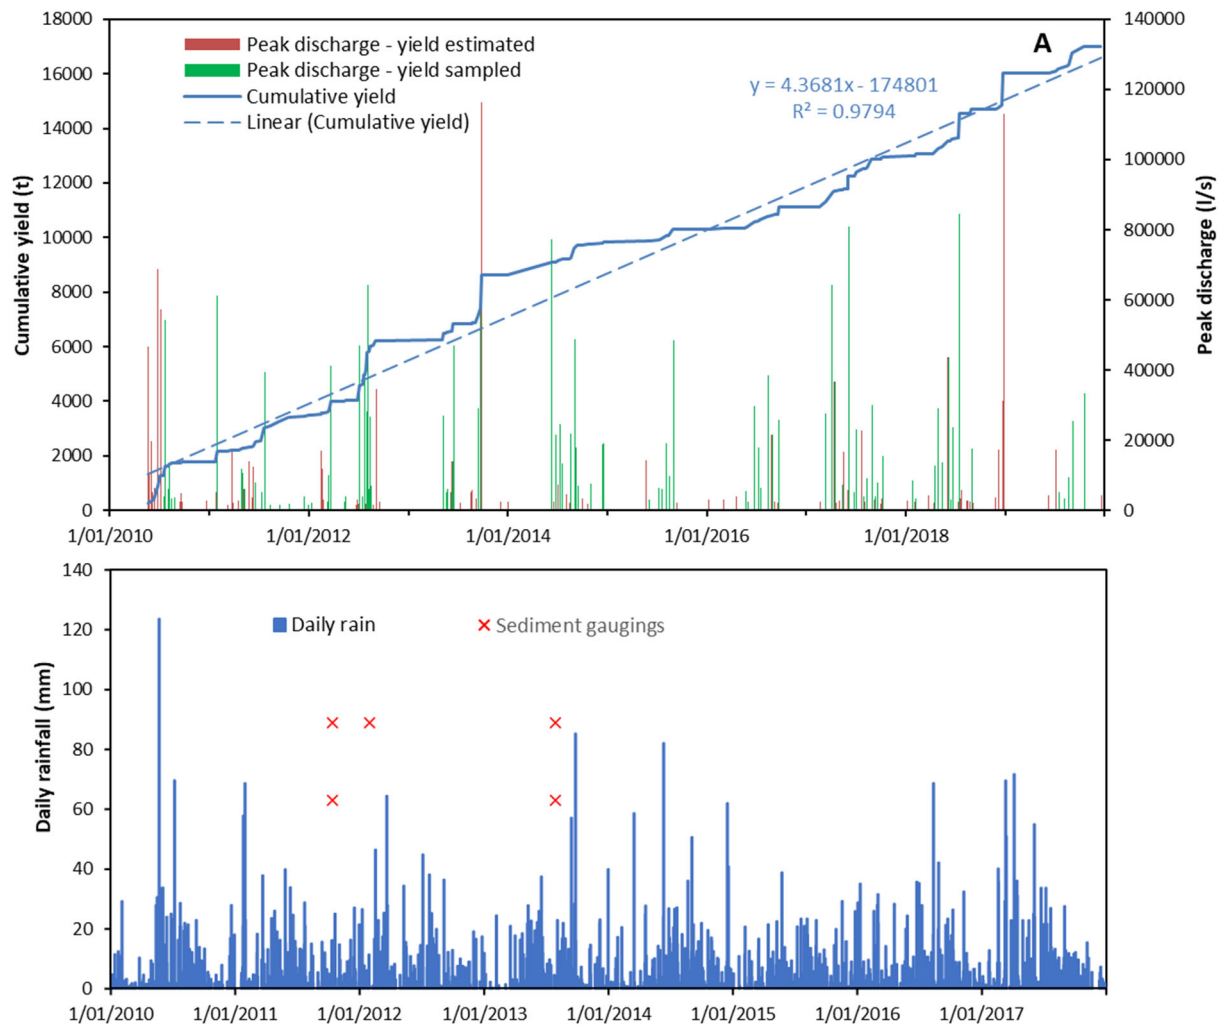 18000
16000
14000
12000
10000
8000
6000
4000
2000
0
Cumulative yield (t)
Peak discharge - yield estimated
Peak discharge - yield sampled
Cumulative yield
Linear (Cumulative yield)
y = 4.3681x - 174801
R² = 0.9794
A
140000
120000
100000
80000
60000
40000
20000
0
Peak discharge (l/s)
1/01/2010 1/01/2012 1/01/2014 1/01/2016 1/01/2018
140
120
100
80
60
40
20
0
Daily rainfall (mm)
Daily rain
Sediment gaugings
1/01/2010 1/01/2011 1/01/2012 1/01/2013 1/01/2014 1/01/2015 1/01/2016 1/01/2017